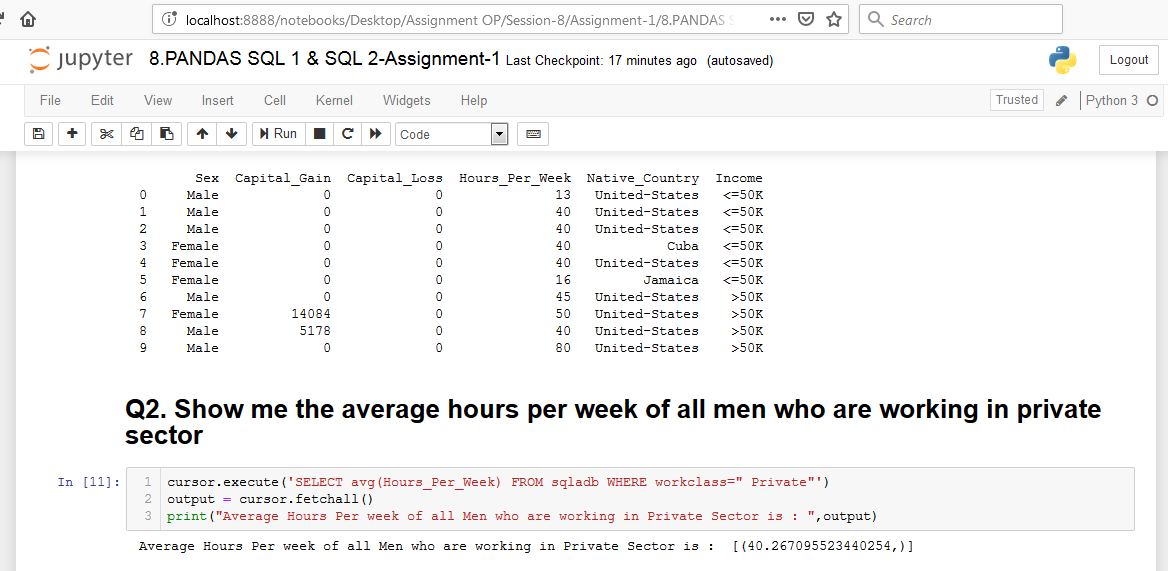 localhost:8888/notebooks/Desktop/Assignment OP/Session-8/Assignment-1/8.PANDAS S
Search
jupyter 8.PANDAS SQL 1 & SQL 2-Assignment-1 Last Checkpoint: 17 minutes ago (autosaved)
Logout
File Edit View Insert Cell Kernel Widgets Help
Trusted Python 3
Run Code
Sex Capital_Gain Capital_Loss Hours_Per_Week Native_Country Income
0 Male 0 0 13 United-States <=50K
1 Male 0 0 40 United-States <=50K
2 Male 0 0 40 United-States <=50K
3 Female 0 0 40 Cuba <=50K
4 Female 0 0 40 United-States <=50K
5 Female 0 0 16 Jamaica <=50K
6 Male 0 0 45 United-States >50K
7 Female 14084 0 50 United-States >50K
8 Male 5178 0 40 United-States >50K
9 Male 0 0 80 United-States >50K
Q2. Show me the average hours per week of all men who are working in private
sector
In [11]: 1 cursor.execute('SELECT avg(Hours_Per_Week) FROM sqladb WHERE workclass=" Private"')
2 output = cursor.fetchall()
3 print("Average Hours Per week of all Men who are working in Private Sector is : ",output)
Average Hours Per week of all Men who are working in Private Sector is :  [(40.267095523440254,)]